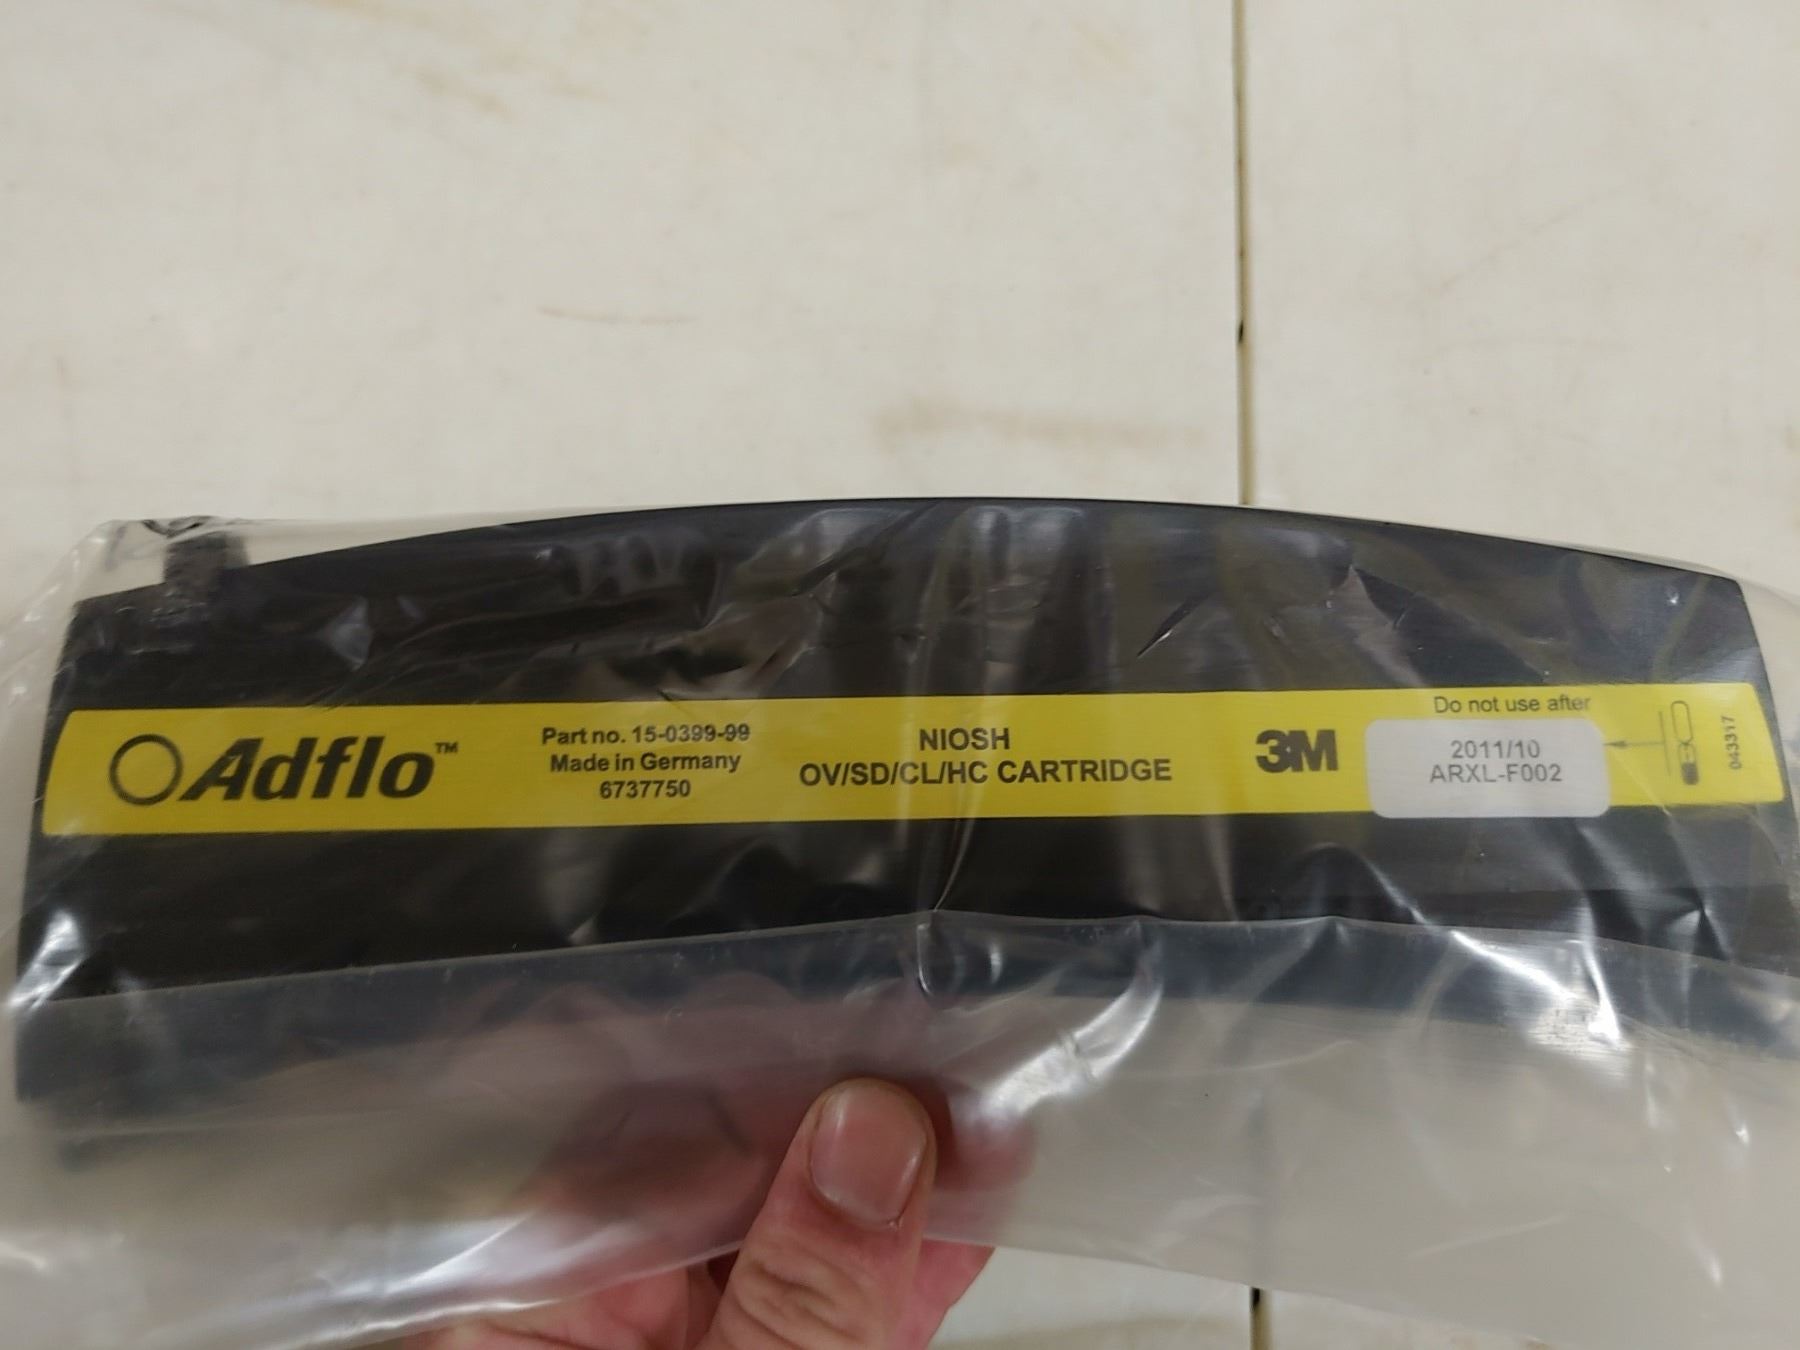 Adflo™
Part no. 15-0399-99
Made in Germany
6737750
NIOSH
OV/SD/CL/HC CARTRIDGE
3M
Do not use after
2011/10
ARXL-F002
043317